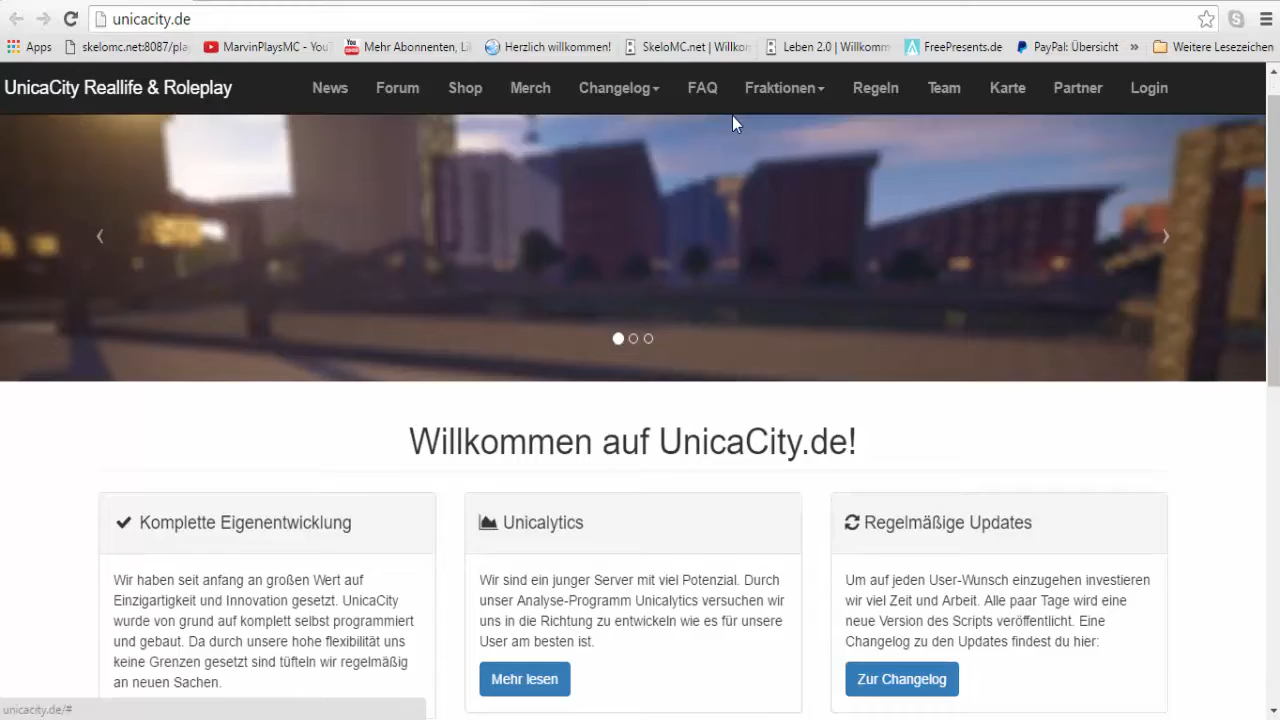 unicacity.de
Apps skelomc.net:8087/pla MarvinPlaysMC - You Mehr Abonnenten, Li Herzlich willkommen! SkeloMC.net | Willkon Leben 2.0 | Willkomm FreePresents.de PayPal: Übersicht » Weitere Lesezeichen
UnicaCity Reallife & Roleplay News Forum Shop Merch Changelog FAQ Fraktionen Regeln Team Karte Partner Login
Willkommen auf UnicaCity.de!
Komplette Eigenentwicklung
Wir haben seit anfang an großen Wert auf
Einzigartigkeit und Innovation gesetzt. UnicaCity
wurde von grund auf komplett selbst programmiert
und gebaut. Da durch unsere hohe flexibilität uns
keine Grenzen gesetzt sind tüfteln wir regelmäßig
an neuen Sachen.
Unicalytics
Wir sind ein junger Server mit viel Potenzial. Durch
unser Analyse-Programm Unicalytics versuchen wir
uns in die Richtung zu entwickeln wie es für unsere
User am besten ist.
Mehr lesen
Regelmäßige Updates
Um auf jeden User-Wunsch einzugehen investieren
wir viel Zeit und Arbeit. Alle paar Tage wird eine
neue Version des Scripts veröffentlicht. Eine
Changelog zu den Updates findest du hier:
Zur Changelog
unicacity.de/#